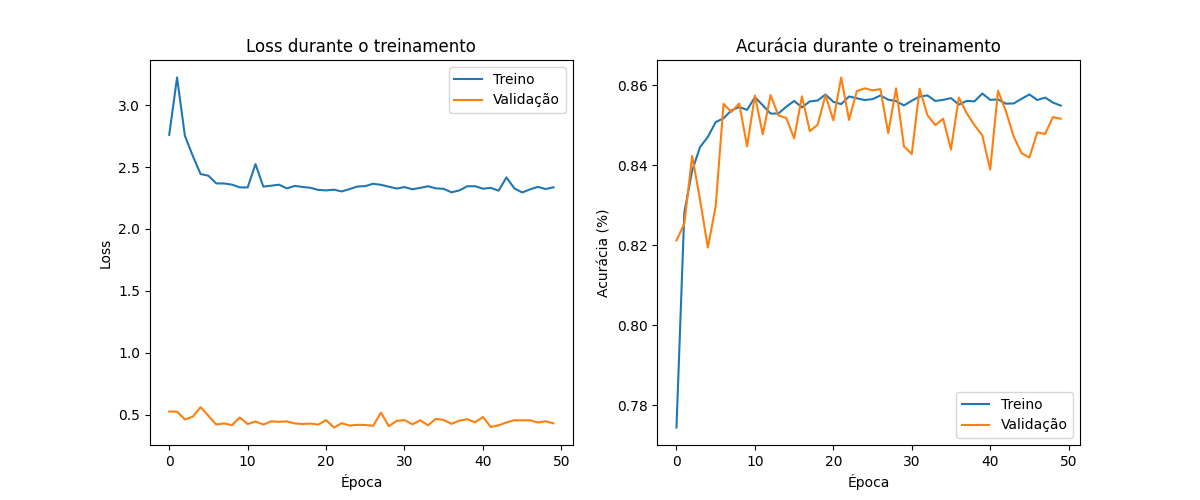 Loss durante o treinamento
Treino
Validação
3.0
2.5
2.0
1.5
1.0
0.5
Loss
0 10 20 30 40 50
Época
Acurácia durante o treinamento
0.86
0.84
0.82
0.80
0.78
Acurácia (%)
Treino
Validação
0 10 20 30 40 50
Época